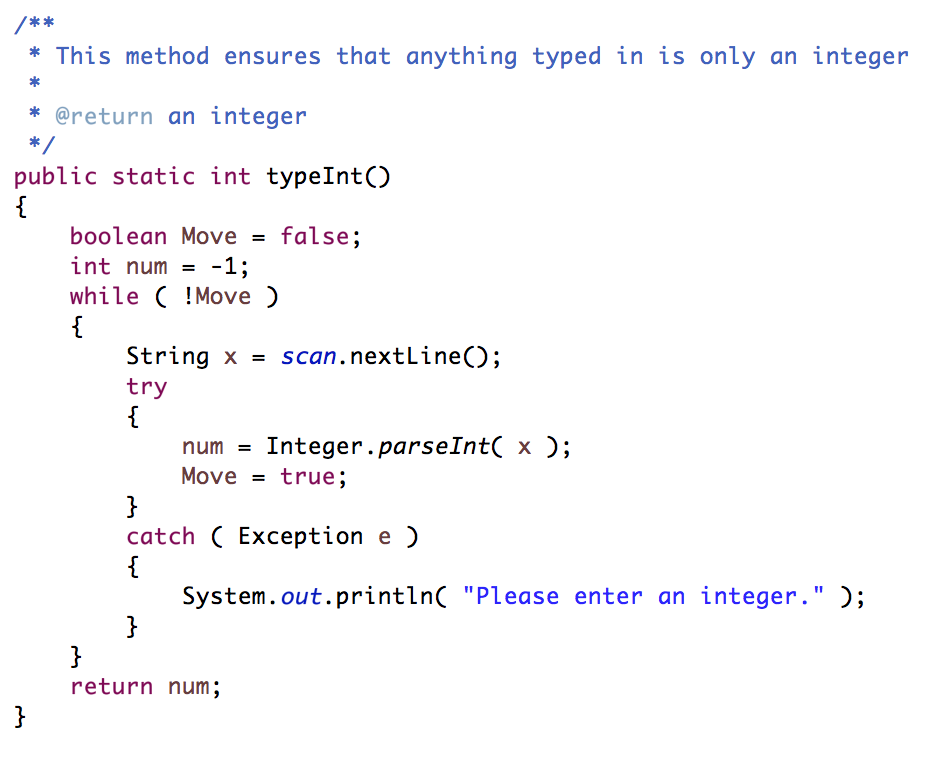 /**
 * This method ensures that anything typed in is only an integer
 *
 * @return an integer
 */
public static int typeInt()
{
    boolean Move = false;
    int num = -1;
    while ( !Move )
    {
        String x = scan.nextLine();
        try
        {
            num = Integer.parseInt( x );
            Move = true;
        }
        catch ( Exception e )
        {
            System.out.println( "Please enter an integer." );
        }
    }
    return num;
}